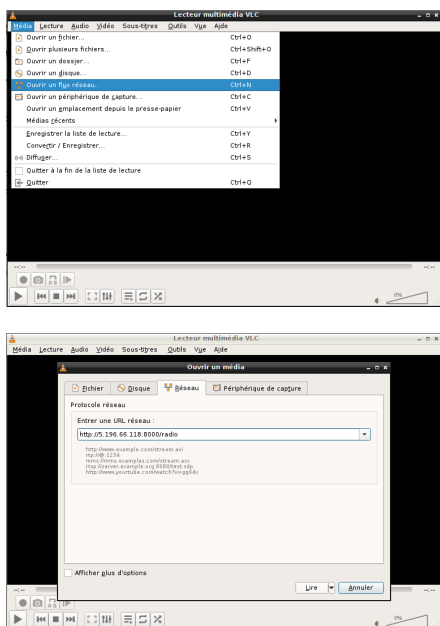 Lecteur multimédia VLC
Média Lecture Audio Vidéo Sous-titres Outils Vue Aide
Ouvrir un fichier... Ctrl+O
Ouvrir plusieurs fichiers... Ctrl+Shift+O
Ouvrir un dossier... Ctrl+F
Ouvrir un disque... Ctrl+D
Ouvrir un flux réseau... Ctrl+N
Ouvrir un périphérique de capture... Ctrl+C
Ouvrir un emplacement depuis le presse-papier Ctrl+V
Médias récents
Enregistrer la liste de lecture... Ctrl+Y
Convertir / Enregistrer... Ctrl+R
Diffuser... Ctrl+S
Quitter à la fin de la liste de lecture
Quitter Ctrl+Q
--:-- --:--
0%
Lecteur multimédia VLC
Média Lecture Audio Vidéo Sous-titres Outils Vue Aide
Ouvrir un média
Fichier Disque Réseau Périphérique de capture
Protocole réseau
Entrer une URL réseau :
http://5.196.66.118:8000/radio
http://www.example.com/stream.avi
rtp://@:1234
mms://mms.examples.com/stream.asx
rtsp://server.example.org:8080/test.sdp
http://www.yourtube.com/watch?v=gg64x
Afficher plus d'options
Lire Annuler
--:-- --:--
0%